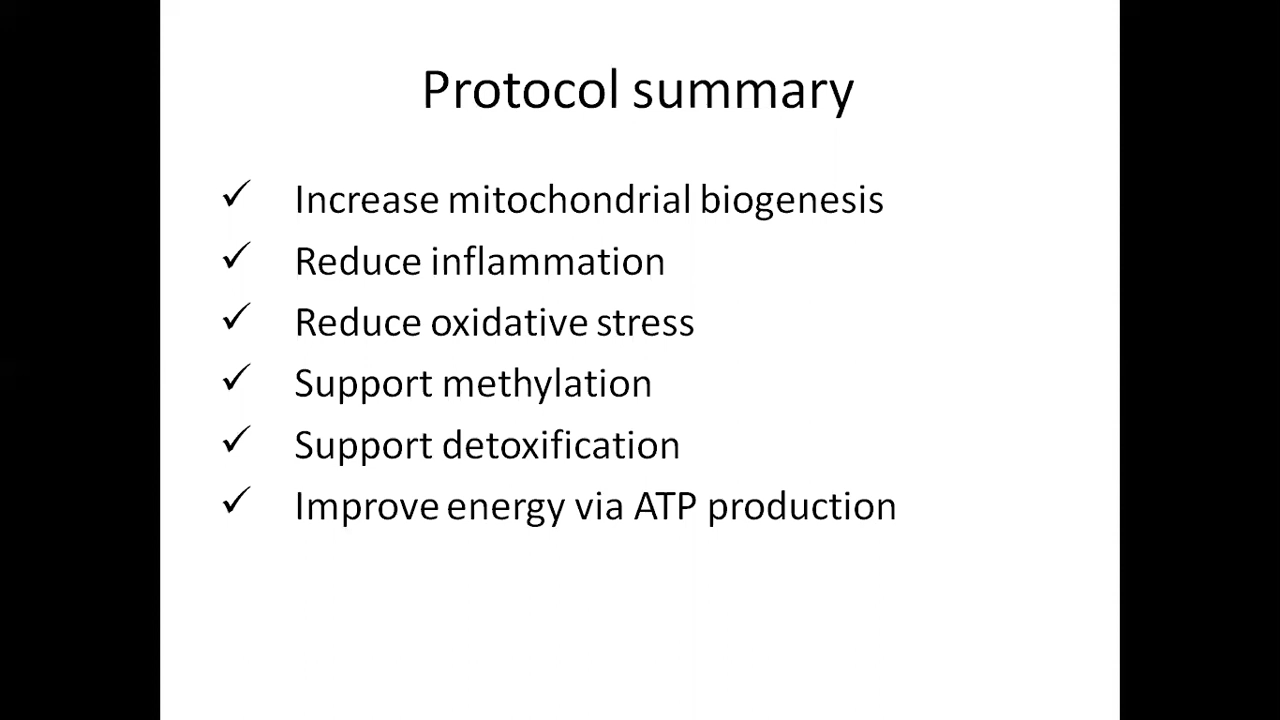 Protocol summary
✓ Increase mitochondrial biogenesis
✓ Reduce inflammation
✓ Reduce oxidative stress
✓ Support methylation
✓ Support detoxification
✓ Improve energy via ATP production